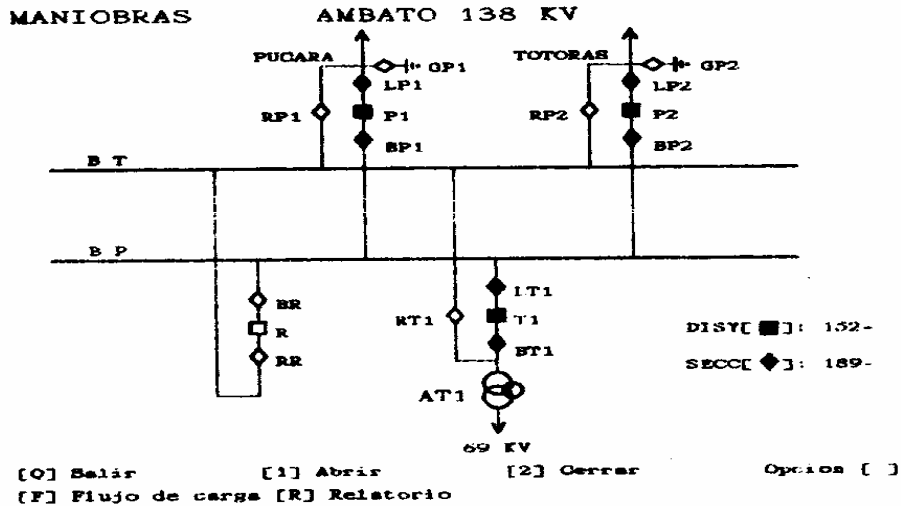 MANIOBRAS AMBATO 138 KV
PUCARA TOTORAS
GP1 GP2
LP1 LP2
RP1 P1 RP2 P2
BP1 BP2
B T
B P
BR LT1
RT1 T1 DISY[■]: 152-
R
RR BT1 SECC[◆]: 189-
AT1
69 KV
[Q] Salir [1] Abrir [2] Cerrar Opcion [ ]
[F] Flujo de carga [R] Relatorio